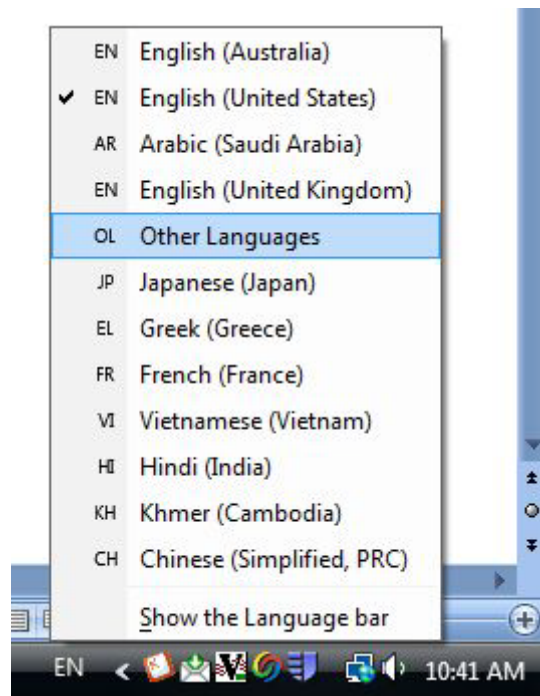 EN English (Australia)
✔ EN English (United States)
AR Arabic (Saudi Arabia)
EN English (United Kingdom)
OL Other Languages
JP Japanese (Japan)
EL Greek (Greece)
FR French (France)
VI Vietnamese (Vietnam)
HI Hindi (India)
KH Khmer (Cambodia)
CH Chinese (Simplified, PRC)
Show the Language bar
EN 10:41 AM